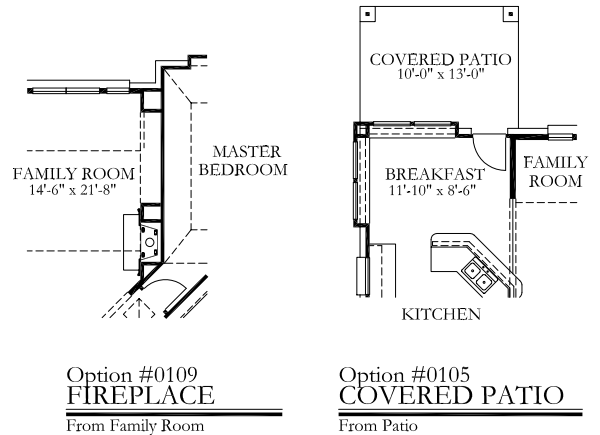 FAMILY ROOM
14'-6" x 21'-8"
MASTER
BEDROOM
Option #0109
FIREPLACE
From Family Room
COVERED PATIO
10'-0" x 13'-0"
BREAKFAST
11'-10" x 8'-6"
FAMILY
ROOM
KITCHEN
Option #0105
COVERED PATIO
From Patio